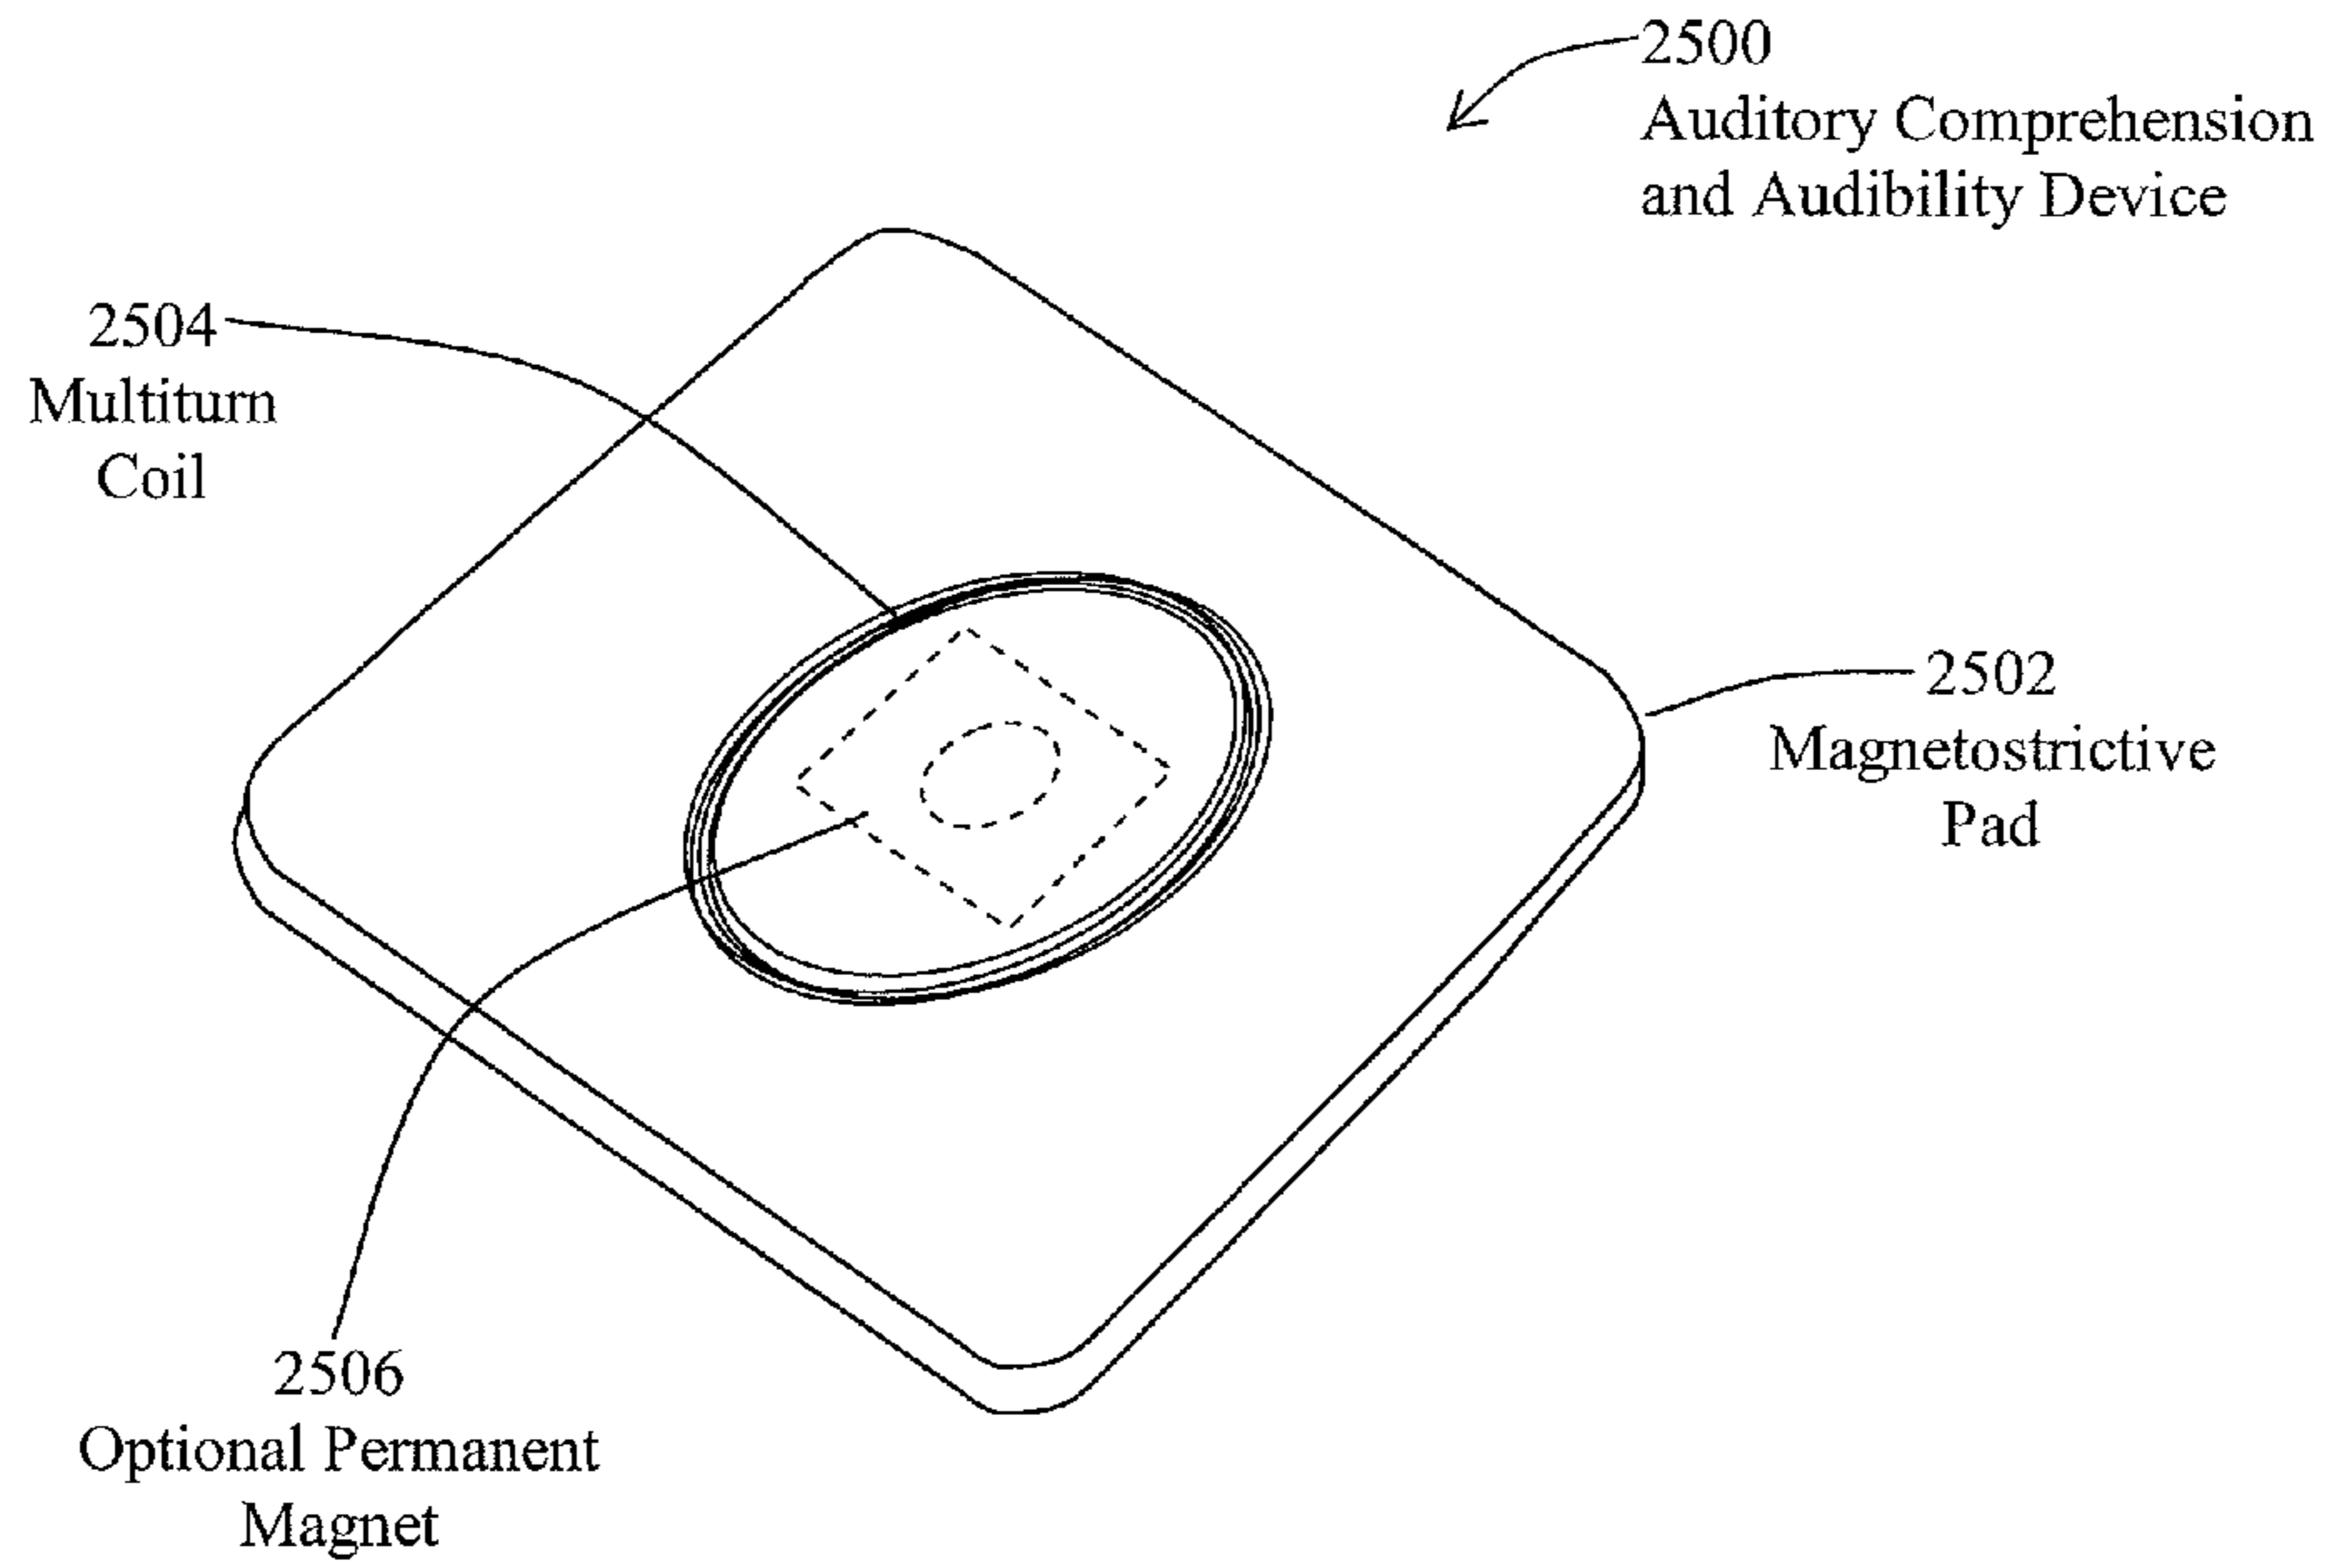 2500
Auditory Comprehension
and Audibility Device
2504
Multiturn
Coil
2502
Magnetostrictive
Pad
2506
Optional Permanent
Magnet